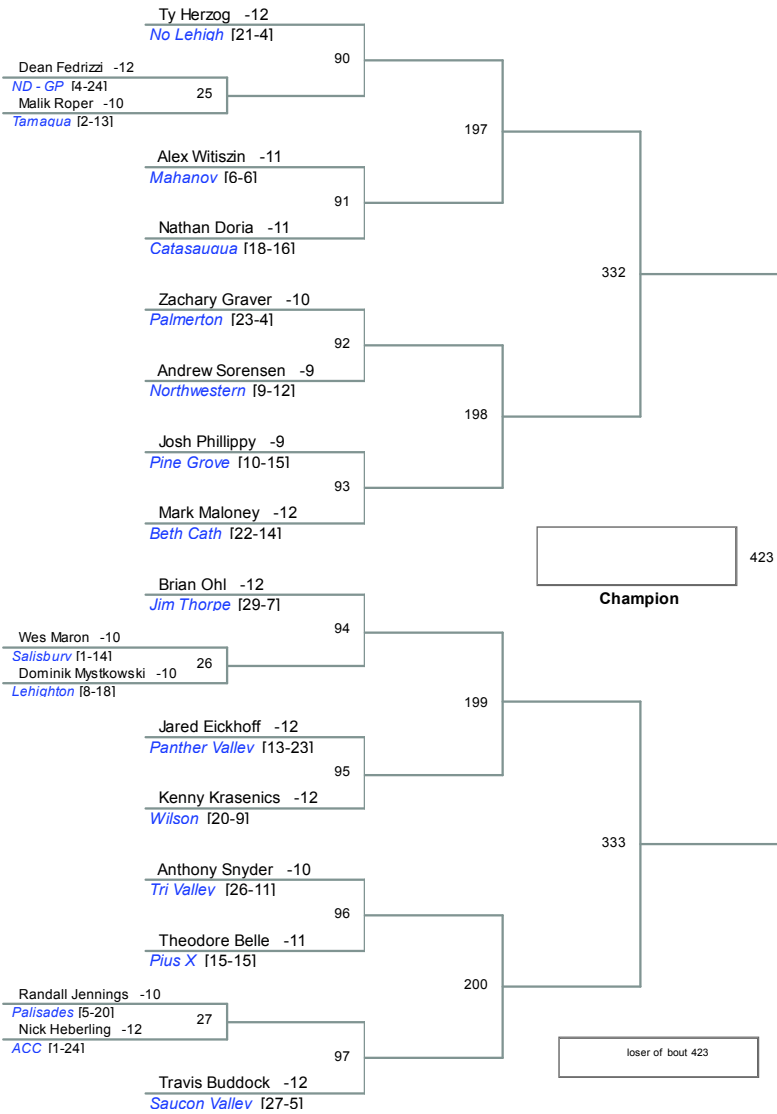 Ty Herzog -12
No Lehigh [21-4]
90
Dean Fedrizzi -12
ND - GP [4-24]
25
Malik Roper -10
Tamaqua [2-13]
197
Alex Witiszin -11
Mahanoy [6-6]
91
Nathan Doria -11
Catasauqua [18-16]
332
Zachary Graver -10
Palmerton [23-4]
92
Andrew Sorensen -9
Northwestern [9-12]
198
Josh Phillippy -9
Pine Grove [10-15]
93
Mark Maloney -12
Beth Cath [22-14]
423
Champion
Brian Ohl -12
Jim Thorpe [29-7]
94
Wes Maron -10
Salisbury [1-14]
26
Dominik Mystkowski -10
Lehighton [8-18]
199
Jared Eickhoff -12
Panther Valley [13-23]
95
Kenny Krasenics -12
Wilson [20-9]
333
Anthony Snyder -10
Tri Valley [26-11]
96
Theodore Belle -11
Pius X [15-15]
200
Randall Jennings -10
Palisades [5-20]
27
Nick Heberling -12
ACC [1-24]
97
loser of bout 423
Travis Buddock -12
Saucon Valley [27-5]